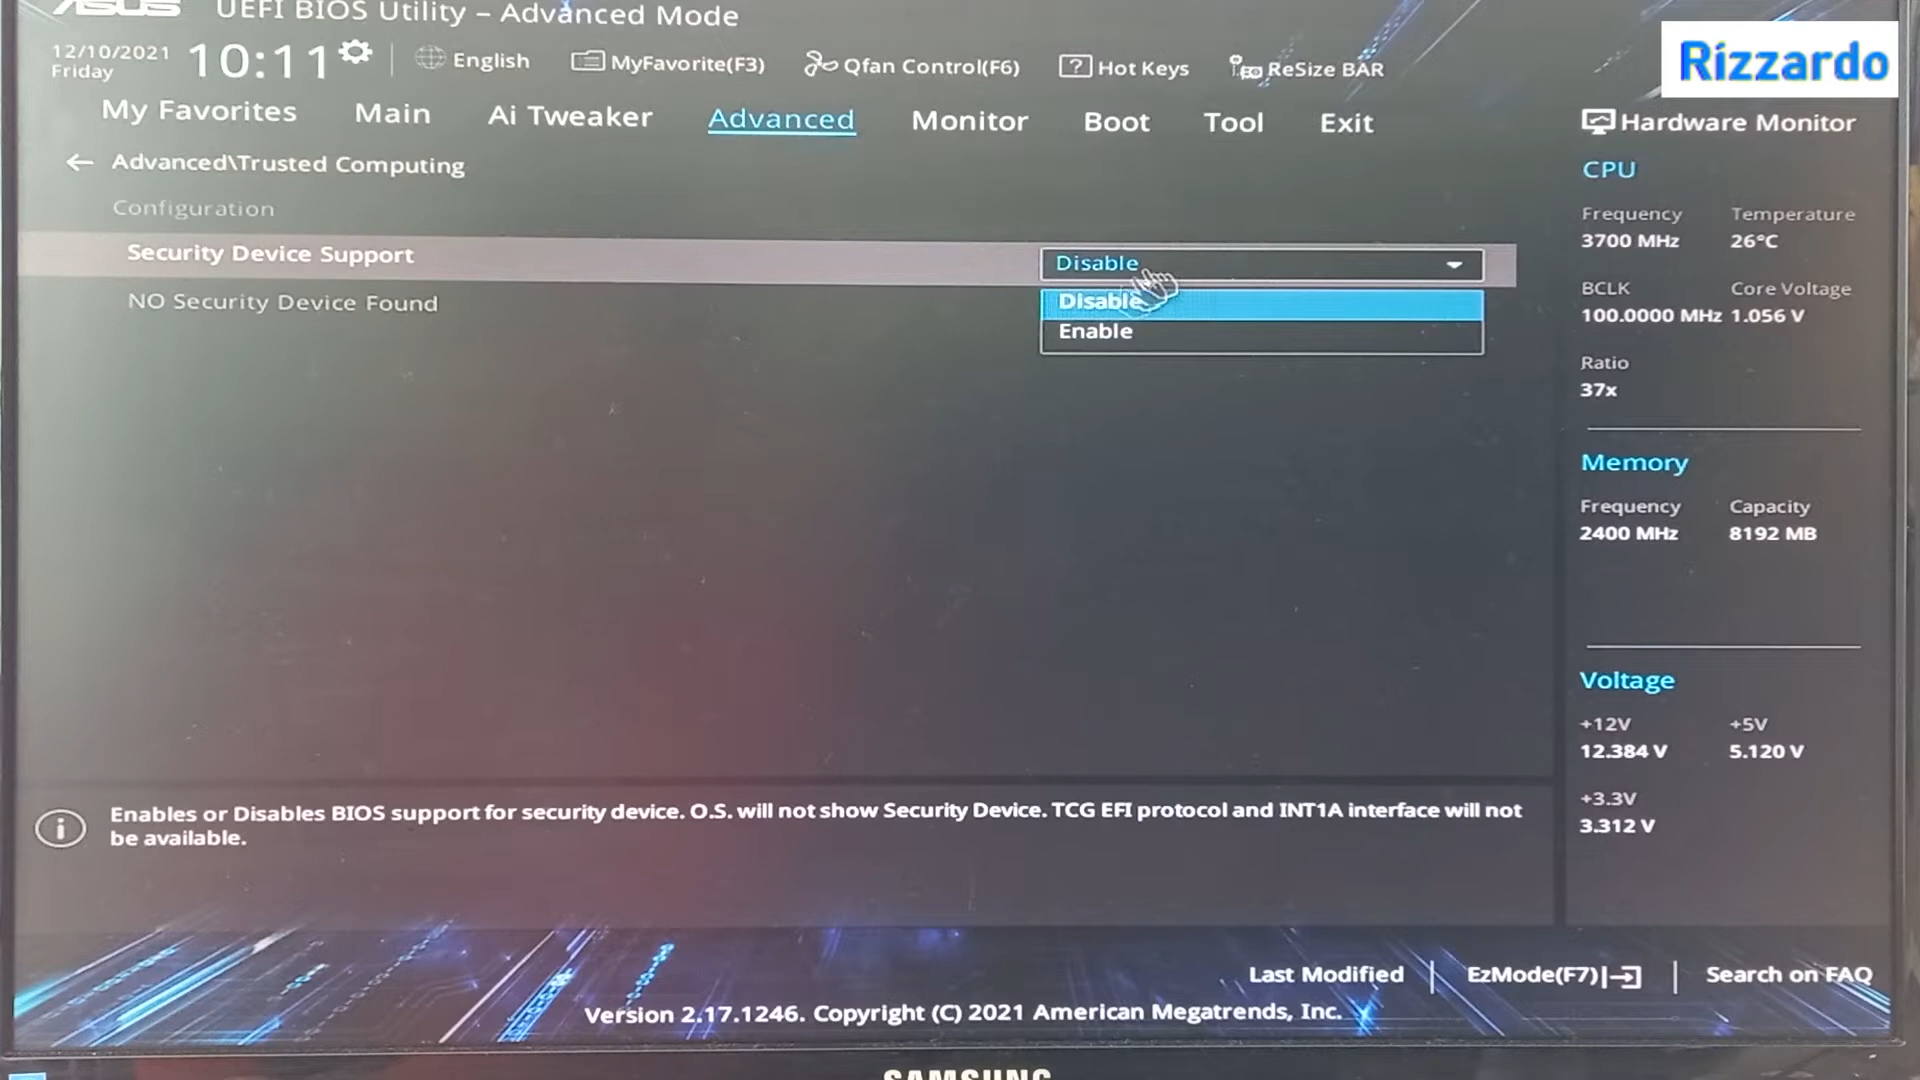 ASUS UEFI BIOS Utility – Advanced Mode
12/10/2021
Friday
10:11
English
MyFavorite(F3)
Qfan Control(F6)
? Hot Keys
ReSize BAR
Rizzardo
My Favorites Main Ai Tweaker Advanced Monitor Boot Tool Exit
Hardware Monitor
← Advanced\Trusted Computing
Configuration
Security Device Support
Disable
Disable
Enable
NO Security Device Found
CPU
Frequency Temperature
3700 MHz 26°C
BCLK Core Voltage
100.0000 MHz 1.056 V
Ratio
37x
Memory
Frequency Capacity
2400 MHz 8192 MB
Voltage
+12V +5V
12.384 V 5.120 V
+3.3V
3.312 V
i
Enables or Disables BIOS support for security device. O.S. will not show Security Device. TCG EFI protocol and INT1A interface will not
be available.
Last Modified
EzMode(F7)
Search on FAQ
Version 2.17.1246. Copyright (C) 2021 American Megatrends, Inc.
SAMSUNG